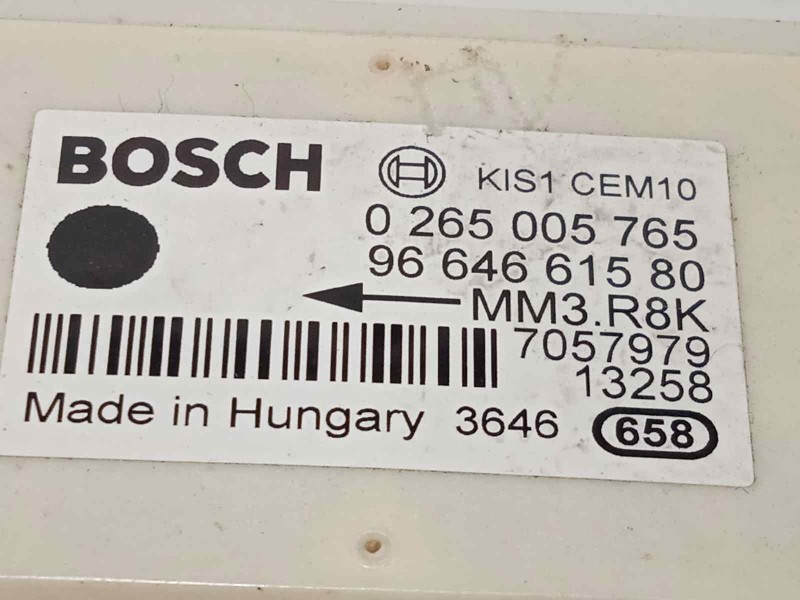 BOSCH KIS1 CEM10
0 265 005 765
96 646 615 80
MM3.R8K
7057979
13258
Made in Hungary 3646 658